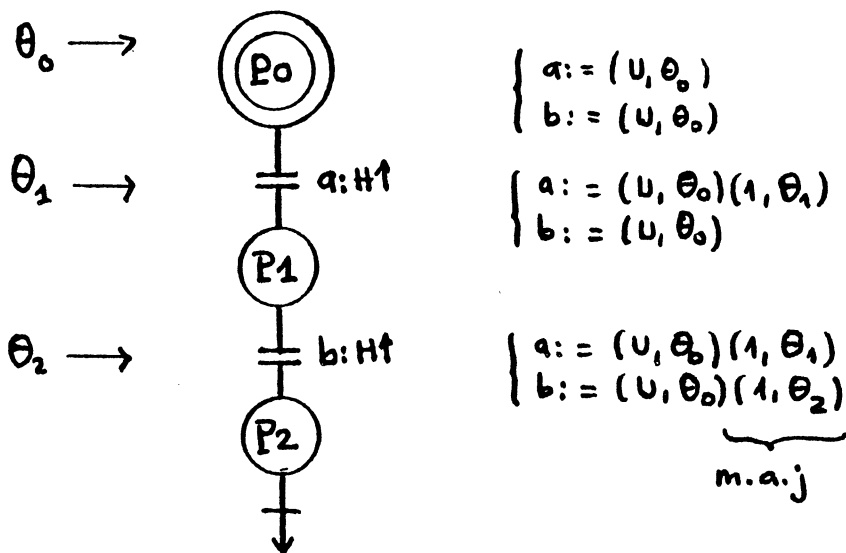 θ₀ → P0
{ a: = (U, θ₀)
b: = (U, θ₀)
θ₁ → a:H↑
{ a: = (U, θ₀)(1, θ₁)
b: = (U, θ₀)
P1
θ₂ → b:H↑
{ a: = (U, θ₀)(1, θ₁)
b: = (U, θ₀)(1, θ₂)
P2
m.a.j